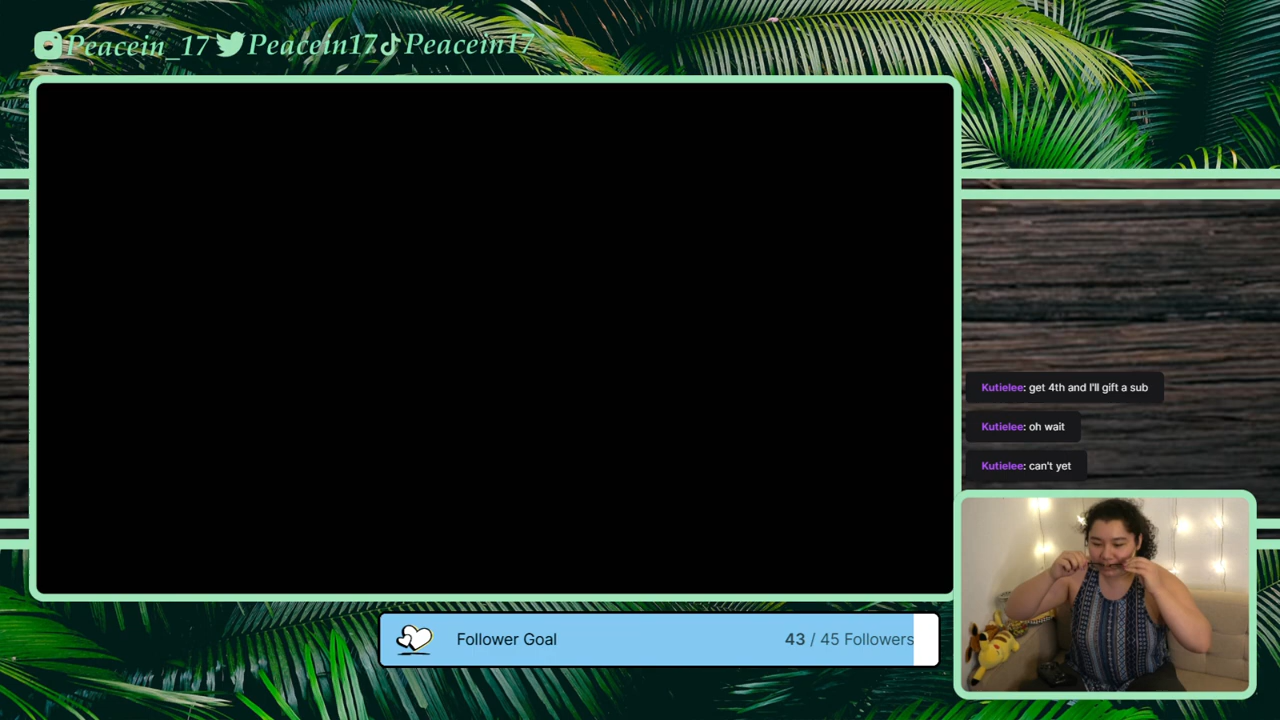 Peacein_17 Peacein17 Peacein17
Kutielee: get 4th and I'll gift a sub
Kutielee: oh wait
Kutielee: can't yet
Follower Goal 43 / 45 Followers